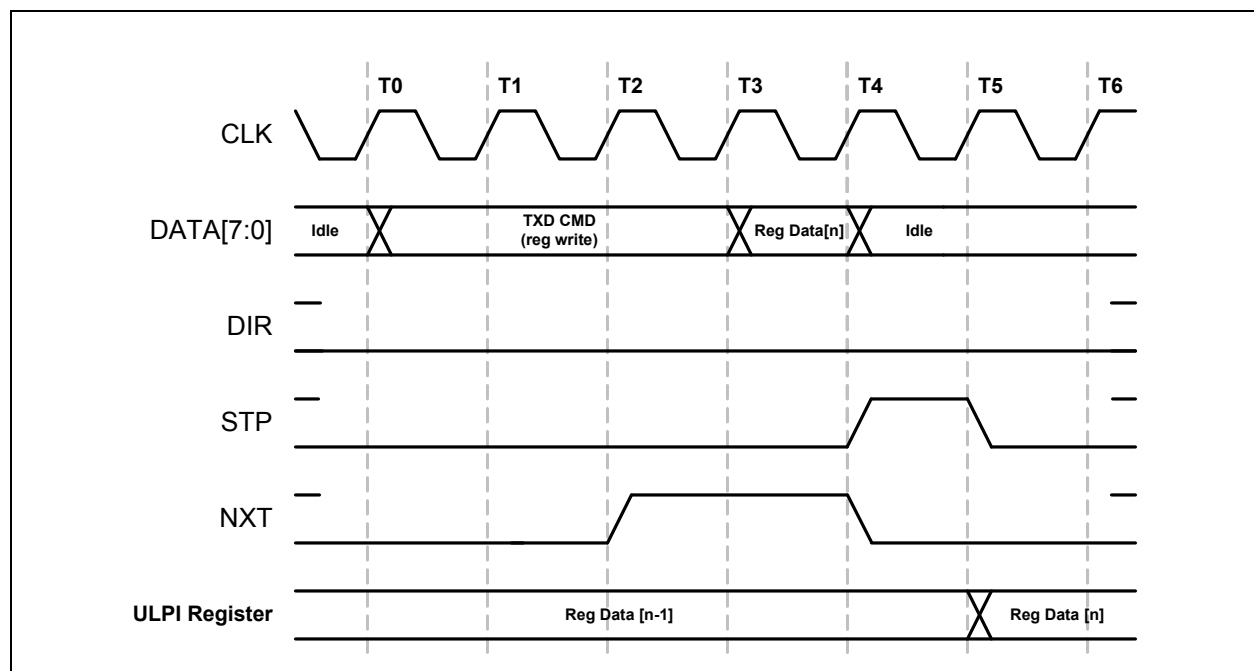 T0 T1 T2 T3 T4 T5 T6
CLK
DATA[7:0]
Idle
TXD CMD
(reg write)
Reg Data[n]
Idle
DIR
STP
NXT
ULPI Register
Reg Data [n-1]
Reg Data [n]